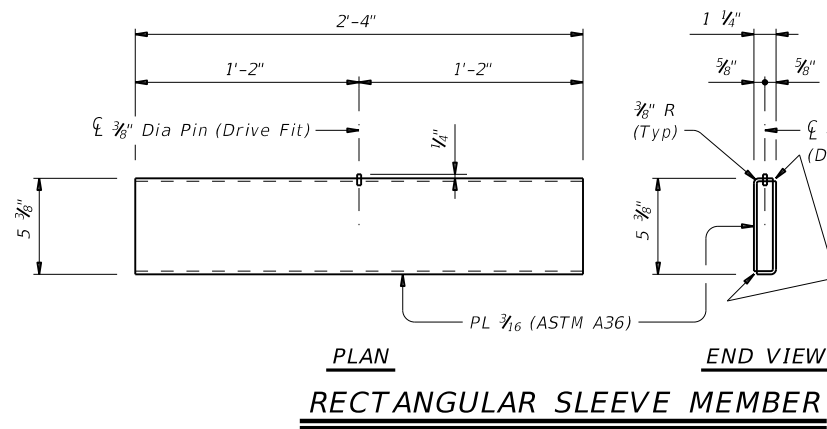 2'-4"
1 1/4"
1'-2"
1'-2"
5/8"
5/8"
℄ 3/8" Dia Pin (Drive Fit)
1/4"
3/8" R
(Typ)
℄
(D
5 3/8"
5 3/8"
PL 3/16 (ASTM A36)
PLAN
END VIEW
RECTANGULAR SLEEVE MEMBER